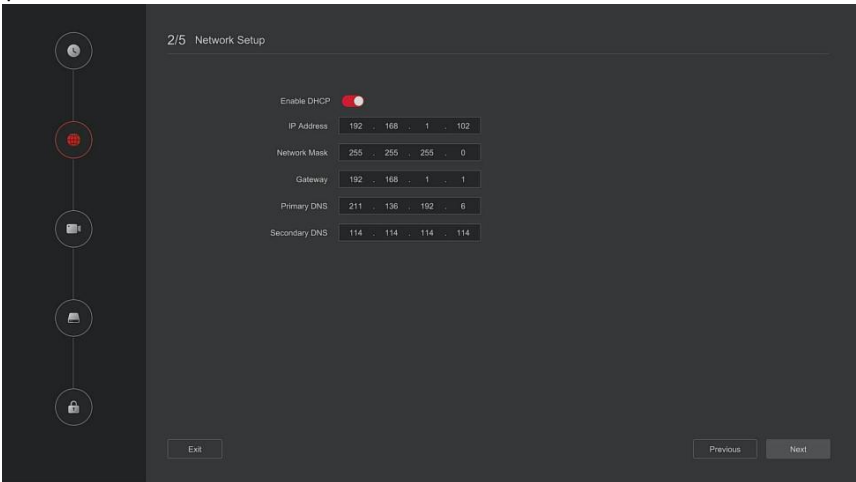 2/5 Network Setup
Enable DHCP
IP Address 192 . 168 . 1 . 102
Network Mask 255 . 255 . 255 . 0
Gateway 192 . 168 . 1 . 1
Primary DNS 211 . 136 . 192 . 6
Secondary DNS 114 . 114 . 114 . 114
Exit Previous Next